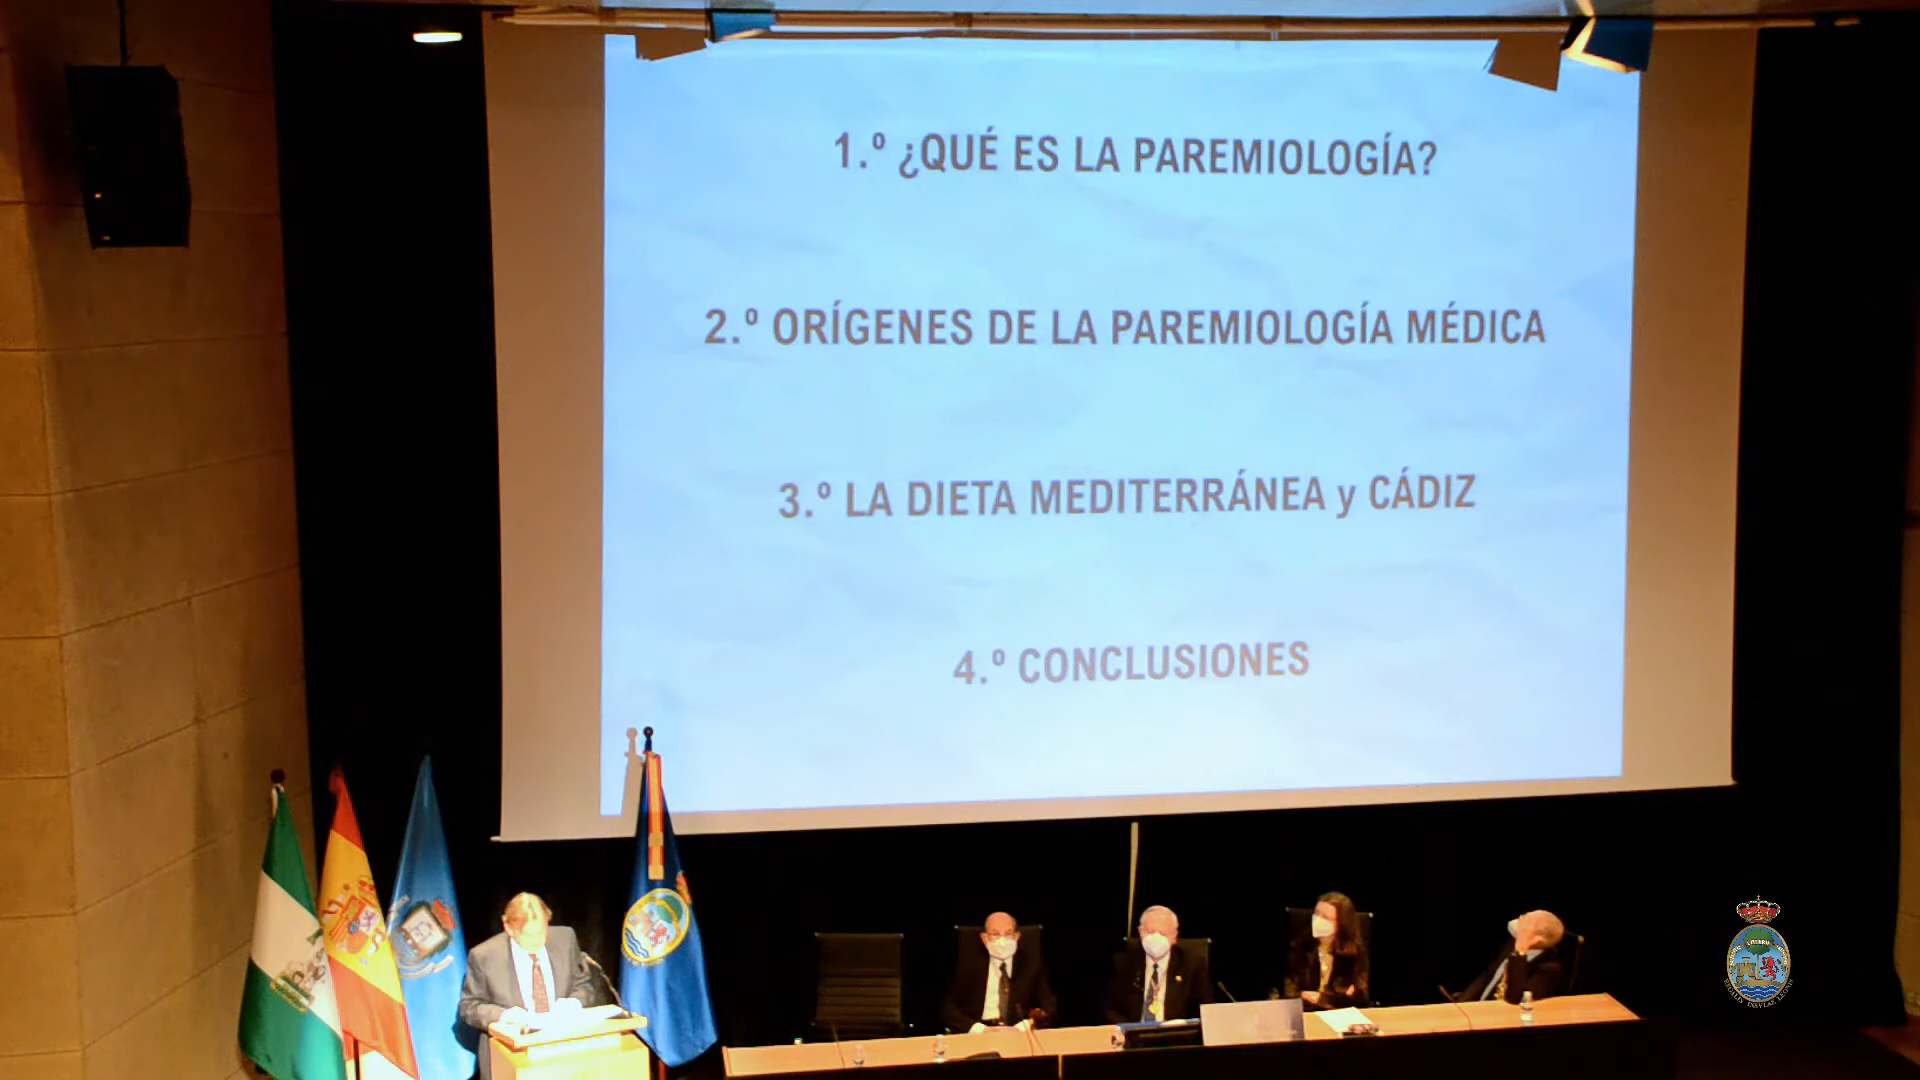 1.º ¿QUÉ ES LA PAREMIOLOGÍA?
2.º ORÍGENES DE LA PAREMIOLOGÍA MÉDICA
3.º LA DIETA MEDITERRÁNEA y CÁDIZ
4.º CONCLUSIONES